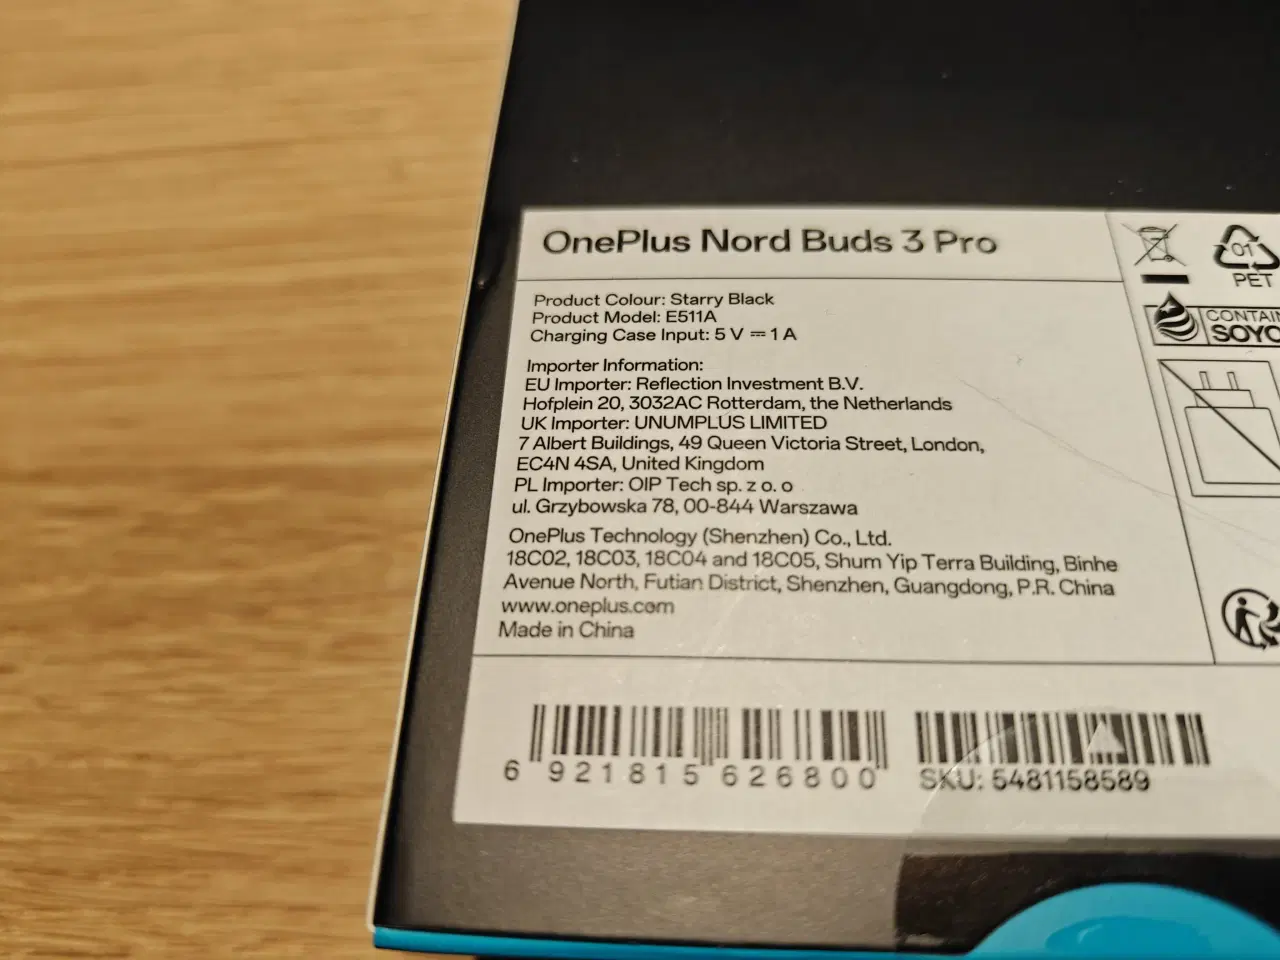 OnePlus Nord Buds 3 Pro
Product Colour: Starry Black
Product Model: E511A
Charging Case Input: 5 V ⎓ 1 A
Importer Information:
EU Importer: Reflection Investment B.V.
Hofplein 20, 3032AC Rotterdam, the Netherlands
UK Importer: UNUMPLUS LIMITED
7 Albert Buildings, 49 Queen Victoria Street, London,
EC4N 4SA, United Kingdom
PL Importer: OIP Tech sp. z o. o
ul. Grzybowska 78, 00-844 Warszawa
OnePlus Technology (Shenzhen) Co., Ltd.
18C02, 18C03, 18C04 and 18C05, Shum Yip Terra Building, Binhe
Avenue North, Futian District, Shenzhen, Guangdong, P.R. China
www.oneplus.com
Made in China
6 921815 626800
SKU: 5481158589
01
PET